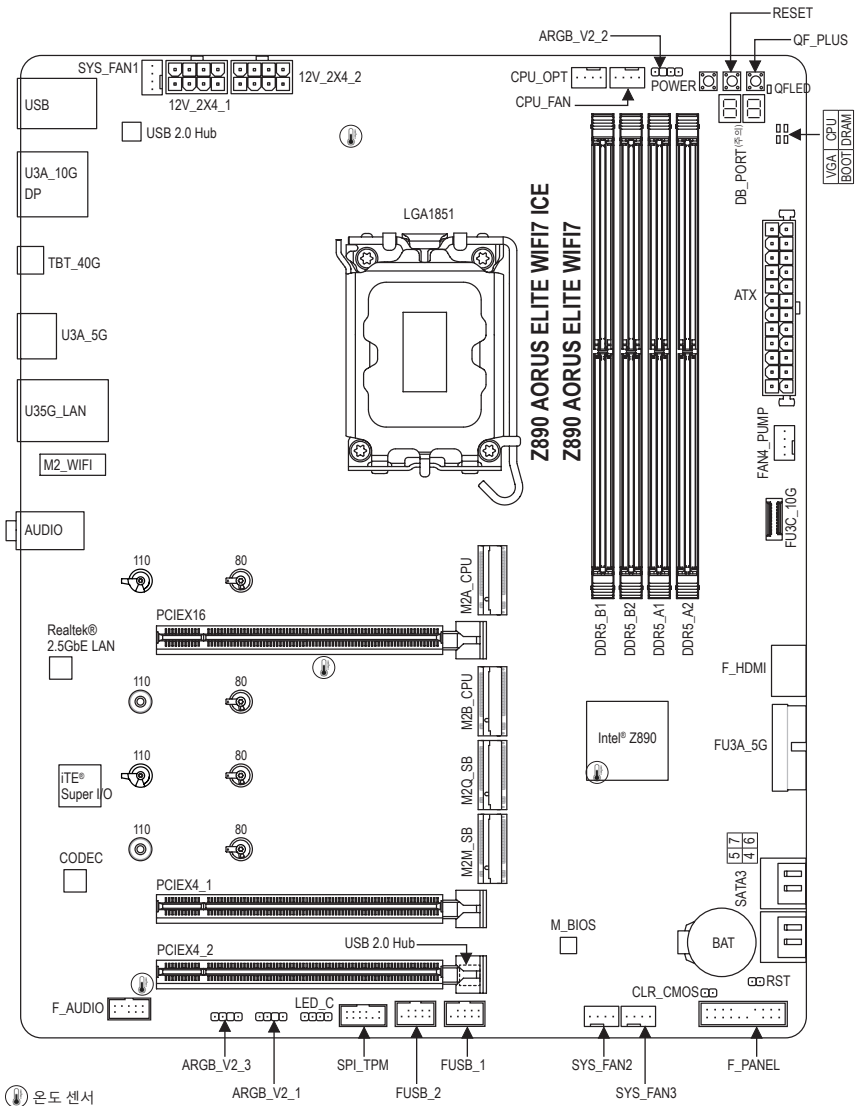 RESET
ARGB_V2_2
QF_PLUS
SYS_FAN1
12V_2X4_1
12V_2X4_2
CPU_OPT
CPU_FAN
POWER
QFLED
USB
USB 2.0 Hub
DB_PORT(주의)
VGA CPU
BOOT DRAM
U3A_10G
DP
LGA1851
Z890 AORUS ELITE WIFI7 ICE
Z890 AORUS ELITE WIFI7
TBT_40G
ATX
U3A_5G
U35G_LAN
FAN4_PUMP
M2_WIFI
FU3C_10G
AUDIO
110
80
M2A_CPU
PCIEX16
DDR5_B1
DDR5_B2
DDR5_A1
DDR5_A2
Realtek®
2.5GbE LAN
F_HDMI
110
80
M2B_CPU
Intel® Z890
FU3A_5G
110
80
M2Q_SB
iTE®
Super I/O
110
80
M2M_SB
5 7
4 6
SATA3
CODEC
PCIEX4_1
M_BIOS
BAT
PCIEX4_2
USB 2.0 Hub
RST
CLR_CMOS
F_AUDIO
LED_C
ARGB_V2_3
SPI_TPM
FUSB_1
SYS_FAN2
F_PANEL
ARGB_V2_1
FUSB_2
SYS_FAN3
온도 센서